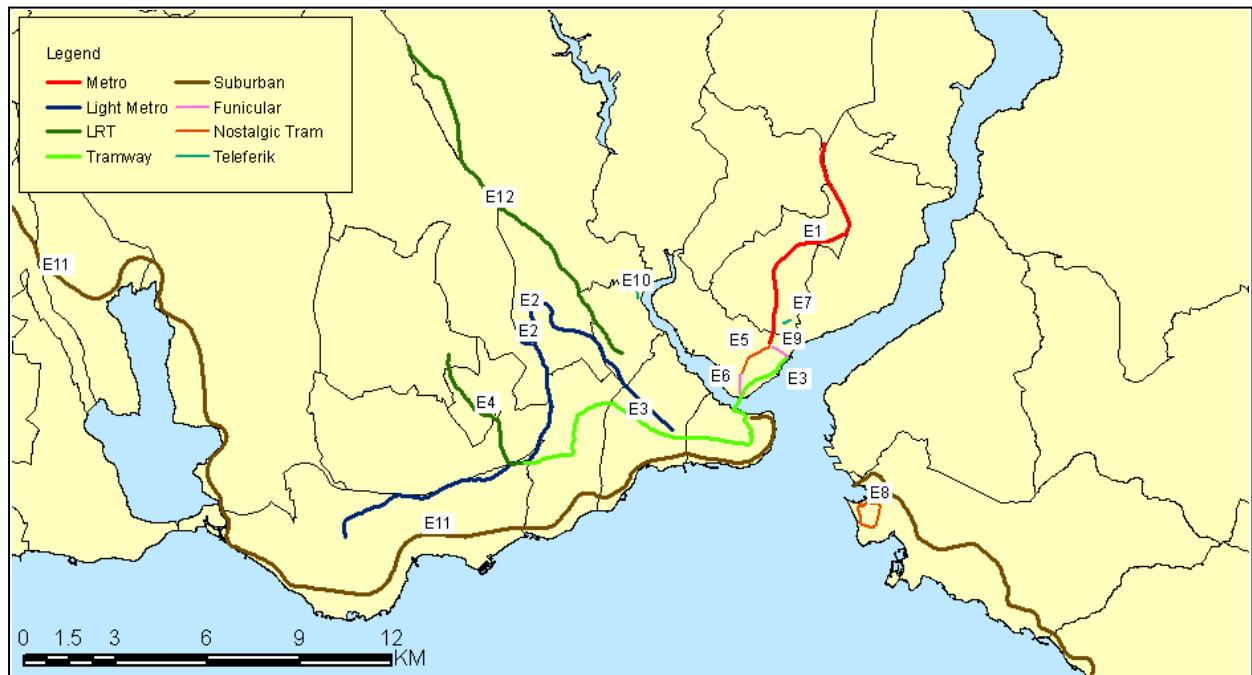 Legend
Metro
Suburban
Light Metro
Funicular
LRT
Nostalgic Tram
Tramway
Teleferik
E12
E1
E11
E10
E2
E7
E2
E5
E9
E6
E3
E4
E3
E8
E11
0 1.5 3 6 9 12
KM